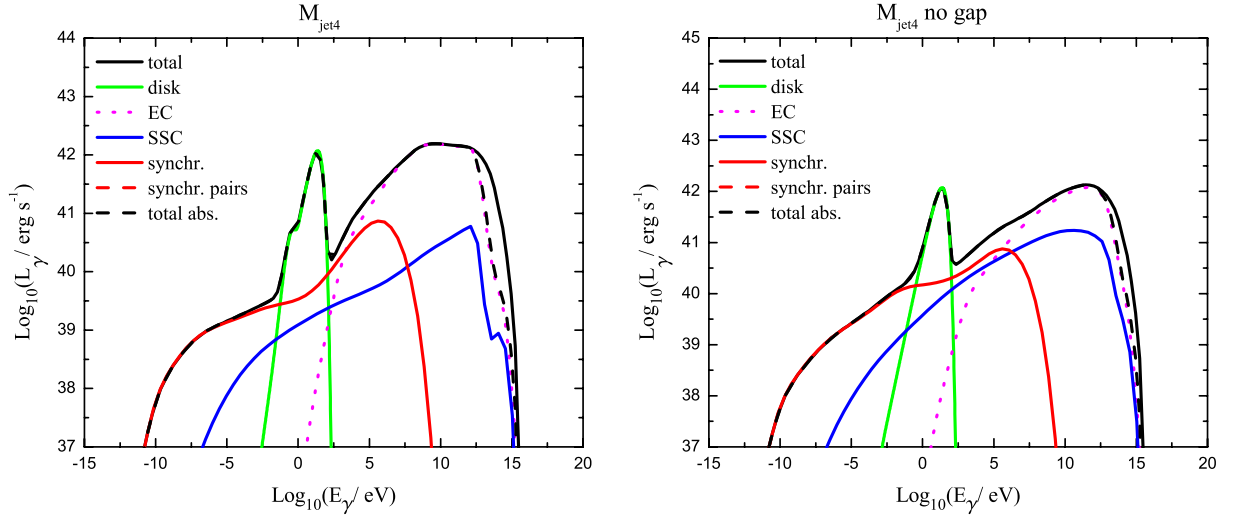 M_jet4
44
43
42
41
40
39
38
37
-15
-10
-5
0
5
10
15
20
Log10(Lγ/ erg s-1)
Log10(Eγ/ eV)
total
disk
EC
SSC
synchr.
synchr. pairs
total abs.
M_jet4 no gap
45
44
43
42
41
40
39
38
37
-15
-10
-5
0
5
10
15
20
Log10(Lγ/ erg s-1)
Log10(Eγ/ eV)
total
disk
EC
SSC
synchr.
synchr. pairs
total abs.